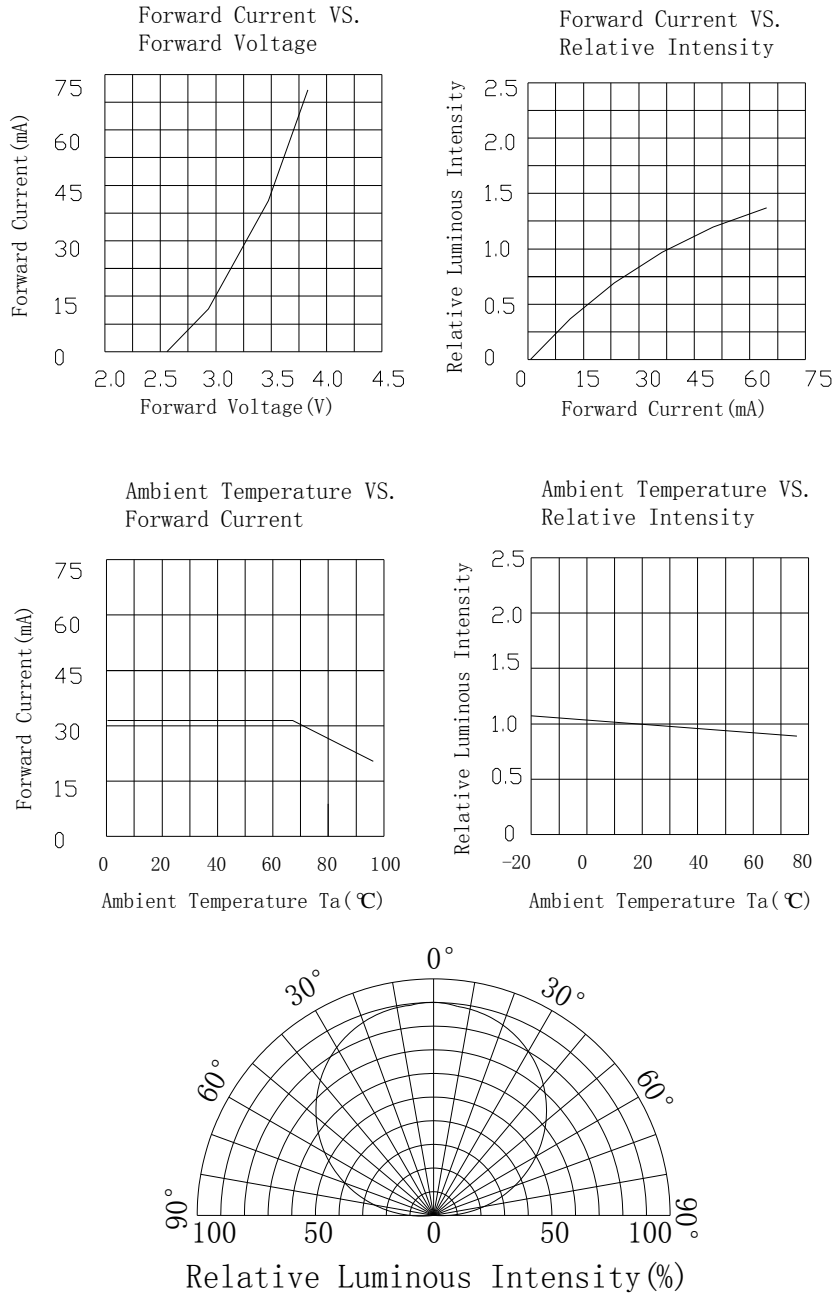 Forward Current VS.
Forward Voltage
75
60
45
30
15
0
Forward Current(mA)
2.0 2.5 3.0 3.5 4.0 4.5
Forward Voltage(V)
Forward Current VS.
Relative Intensity
2.5
2.0
1.5
1.0
0.5
0
Relative Luminous Intensity
0 15 30 45 60 75
Forward Current(mA)
Ambient Temperature VS.
Forward Current
75
60
45
30
15
0
Forward Current(mA)
0 20 40 60 80 100
Ambient Temperature Ta(℃)
Ambient Temperature VS.
Relative Intensity
2.5
2.0
1.5
1.0
0.5
0
Relative Luminous Intensity
-20 0 20 40 60 80
Ambient Temperature Ta(℃)
0°
30° 30°
60° 60°
90° 90°
100 50 0 50 100
Relative Luminous Intensity(%)